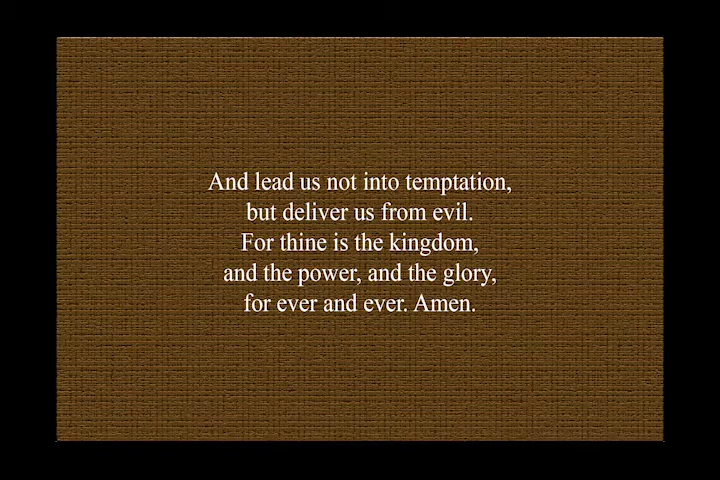 And lead us not into temptation,
but deliver us from evil.
For thine is the kingdom,
and the power, and the glory,
for ever and ever. Amen.